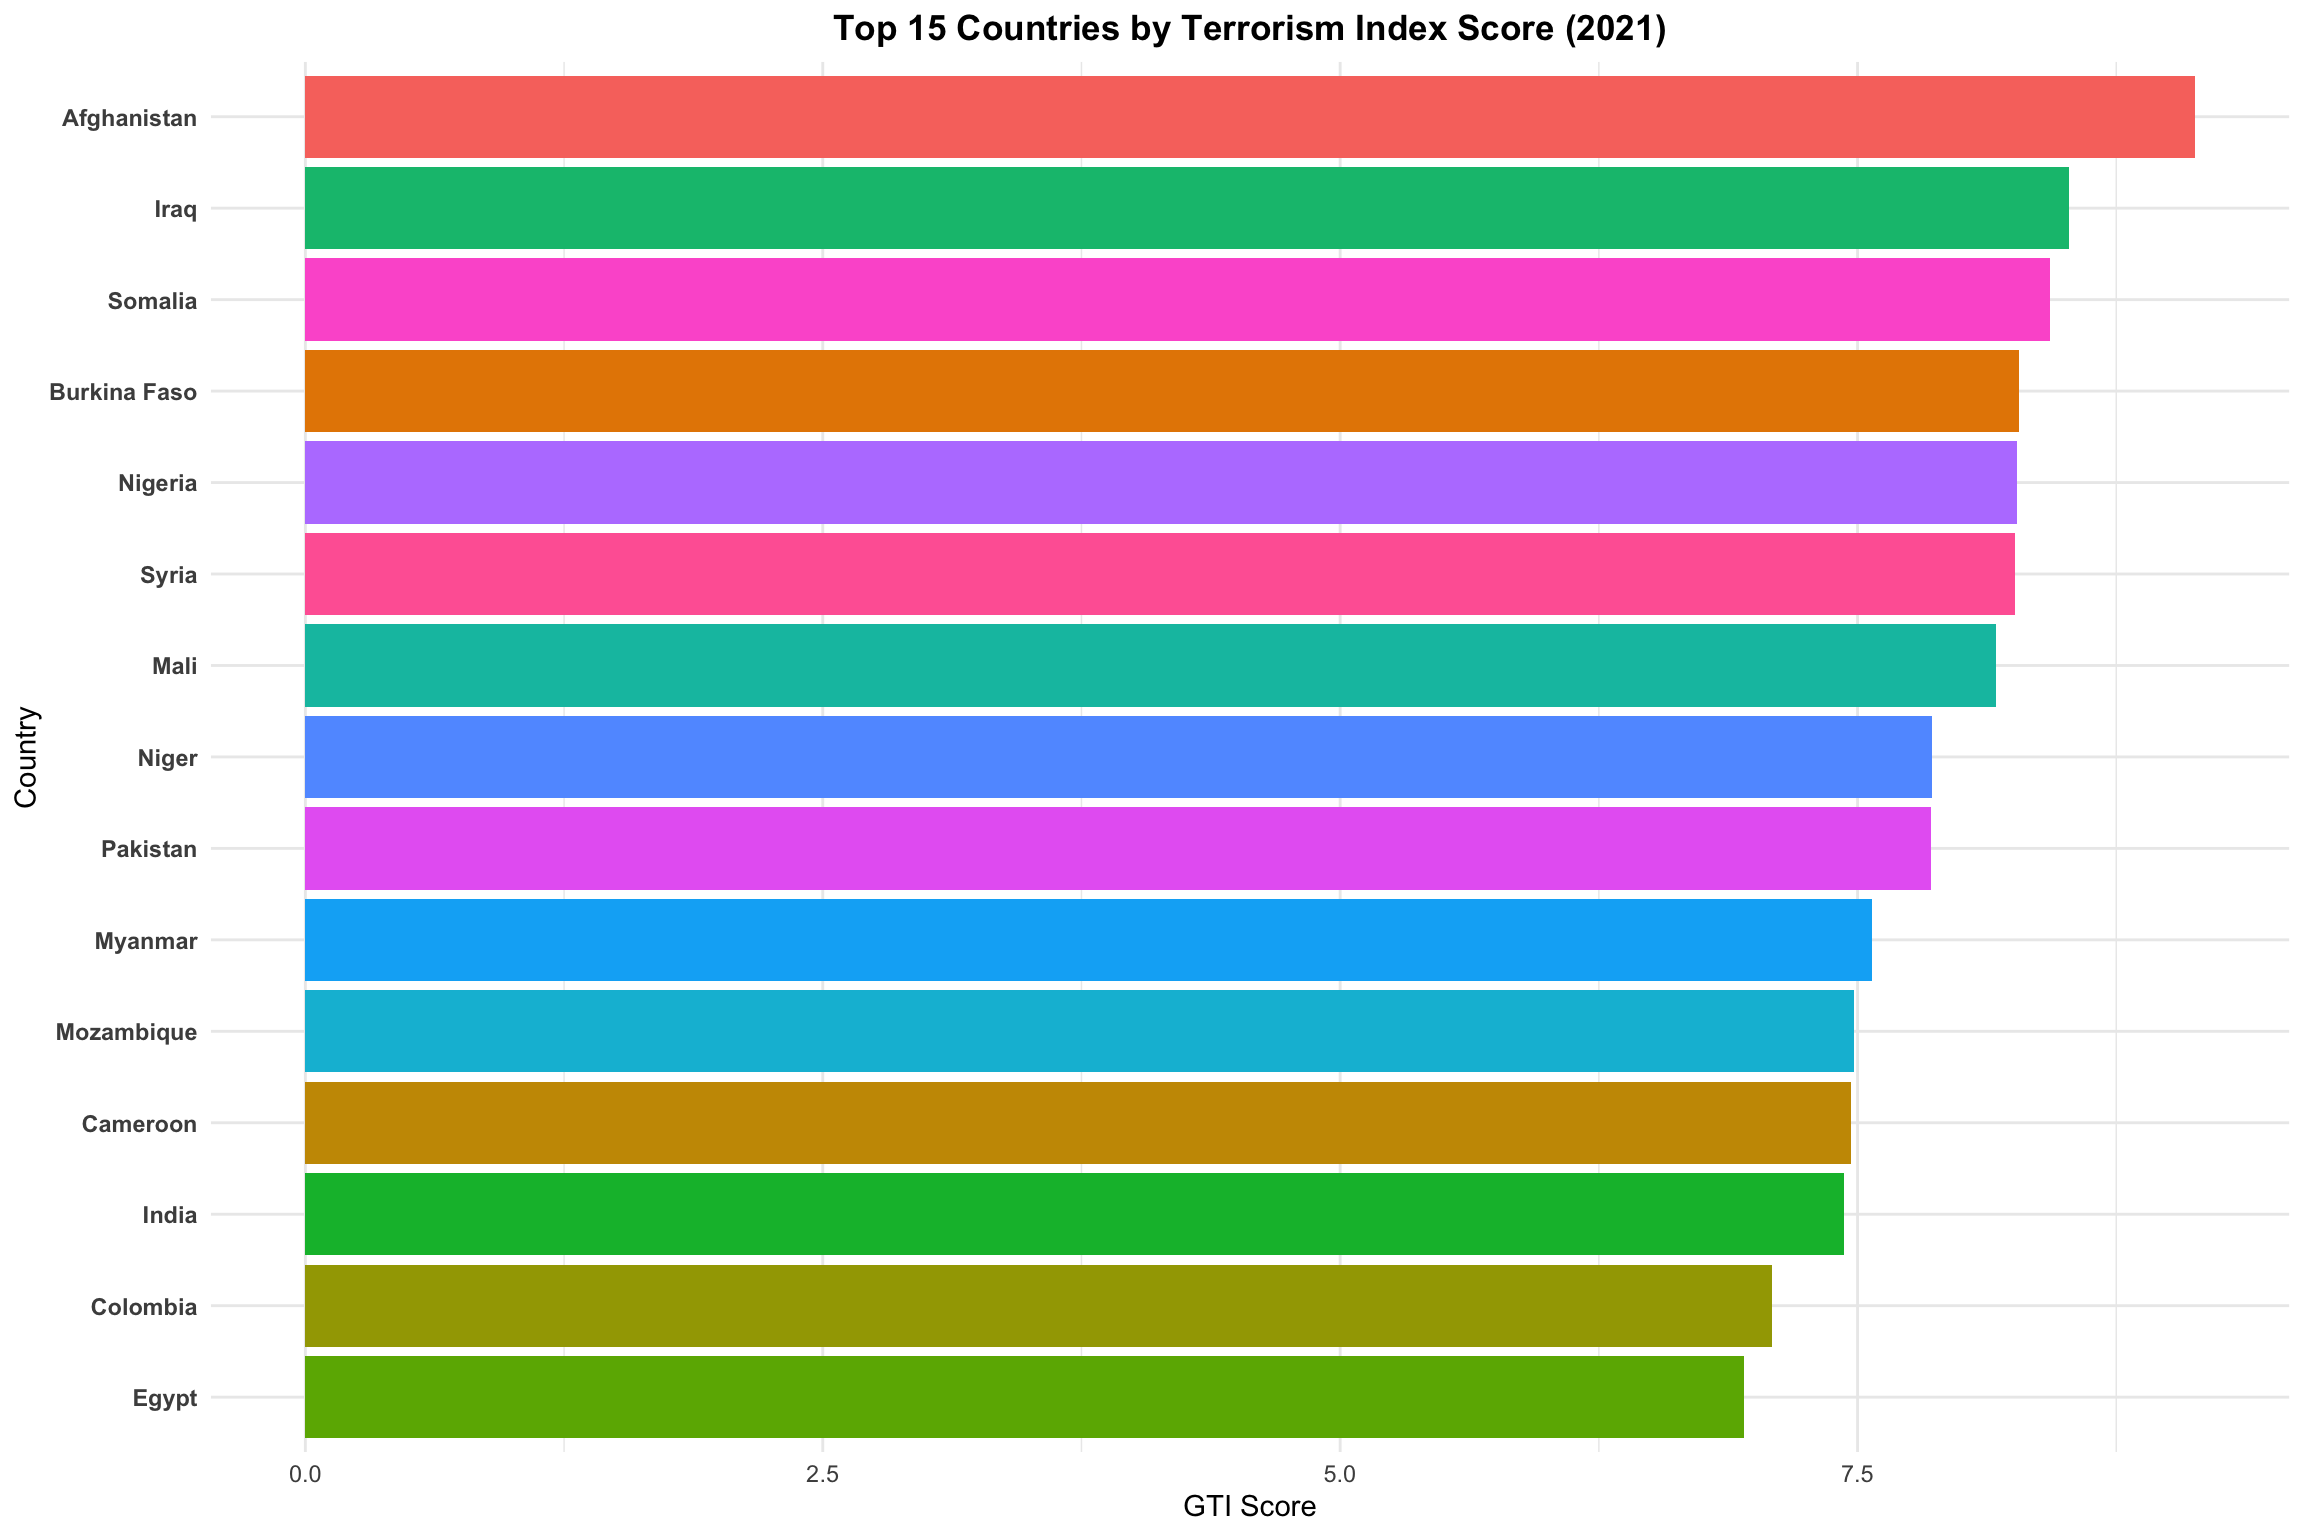 Top 15 Countries by Terrorism Index Score (2021)
Country
Afghanistan
Iraq
Somalia
Burkina Faso
Nigeria
Syria
Mali
Niger
Pakistan
Myanmar
Mozambique
Cameroon
India
Colombia
Egypt
0.0 2.5 5.0 7.5
GTI Score